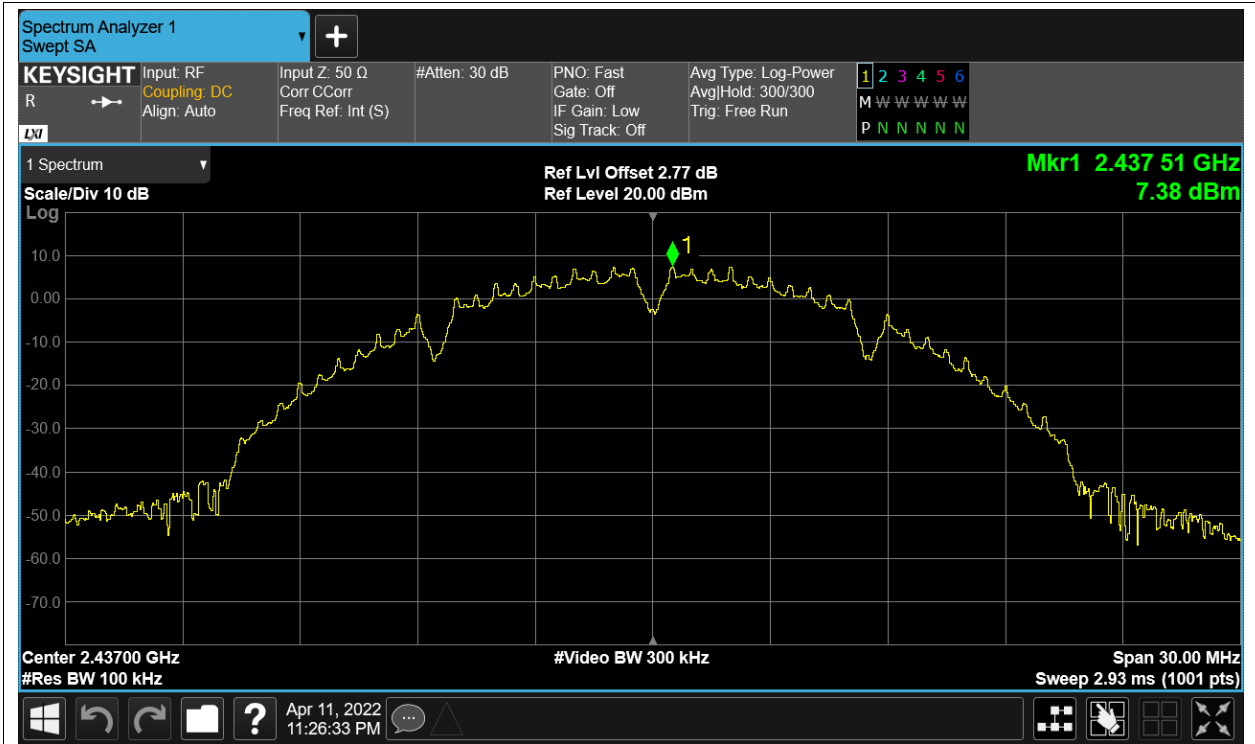 Spectrum Analyzer 1
Swept SA
KEYSIGHT
R
LXI
Input: RF
Coupling: DC
Align: Auto
Input Z: 50 Ω
Corr CCorr
Freq Ref: Int (S)
#Atten: 30 dB
PNO: Fast
Gate: Off
IF Gain: Low
Sig Track: Off
Avg Type: Log-Power
Avg|Hold: 300/300
Trig: Free Run
1 2 3 4 5 6
M W W W W W
P N N N N N
1 Spectrum
Scale/Div 10 dB
Ref Lvl Offset 2.77 dB
Ref Level 20.00 dBm
Mkr1 2.437 51 GHz
7.38 dBm
Log
1
10.0
0.00
-10.0
-20.0
-30.0
-40.0
-50.0
-60.0
-70.0
Center 2.43700 GHz
#Res BW 100 kHz
#Video BW 300 kHz
Span 30.00 MHz
Sweep 2.93 ms (1001 pts)
?
Apr 11, 2022
11:26:33 PM